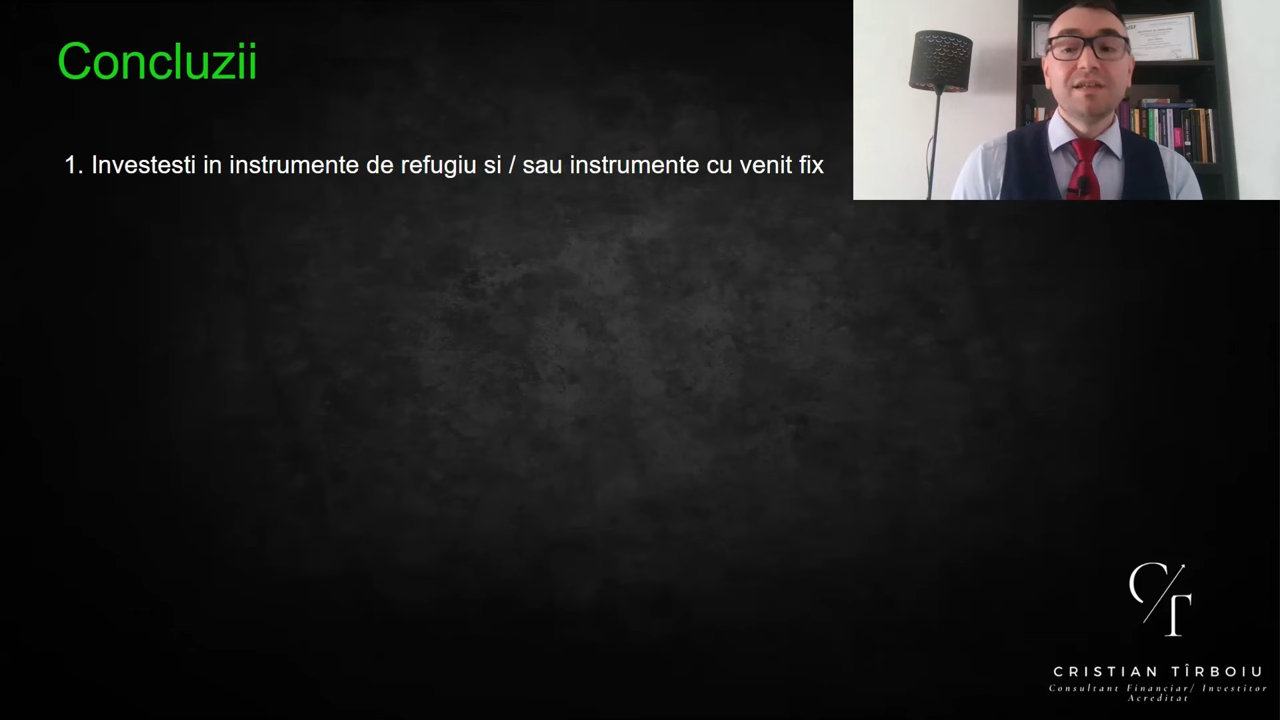 Concluzii
1. Investesti in instrumente de refugiu si / sau instrumente cu venit fix
CRISTIAN TÎRBOIU
Consultant Financiar/ Investitor
Acreditat